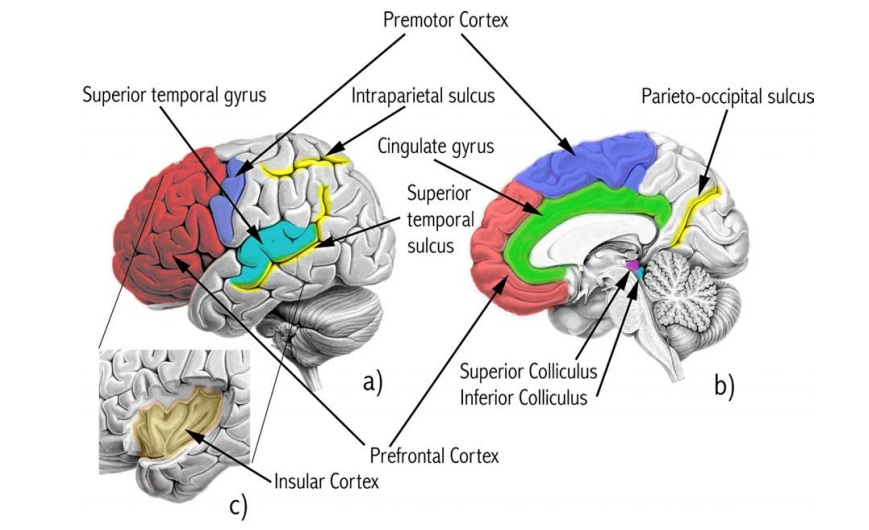 Premotor Cortex
Superior temporal gyrus
Intraparietal sulcus
Parieto-occipital sulcus
Cingulate gyrus
Superior
temporal
sulcus
Superior Colliculus
Inferior Colliculus
a)
b)
Prefrontal Cortex
Insular Cortex
c)